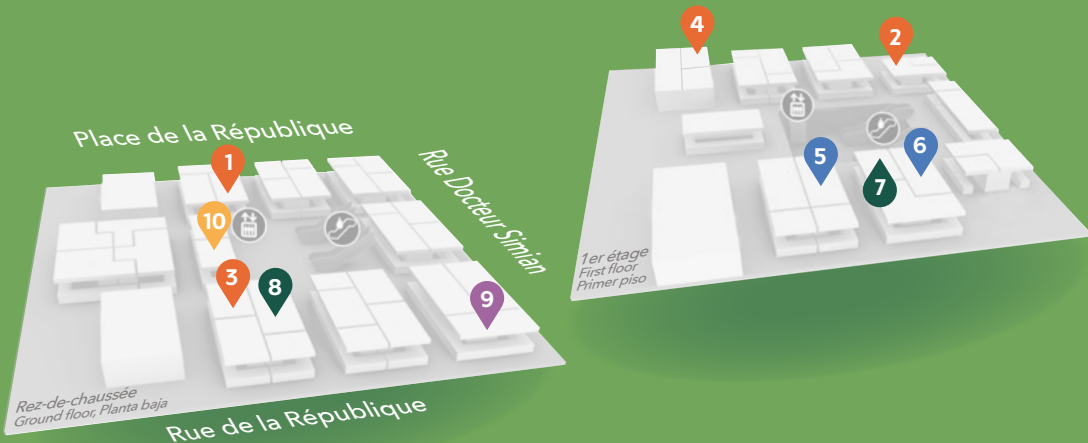 4
2
Place de la République
Rue Docteur Simian
1
5
6
7
10
3
8
9
1er étage
First floor
Primer piso
Rez-de-chaussée
Ground floor, Planta baja
Rue de la République